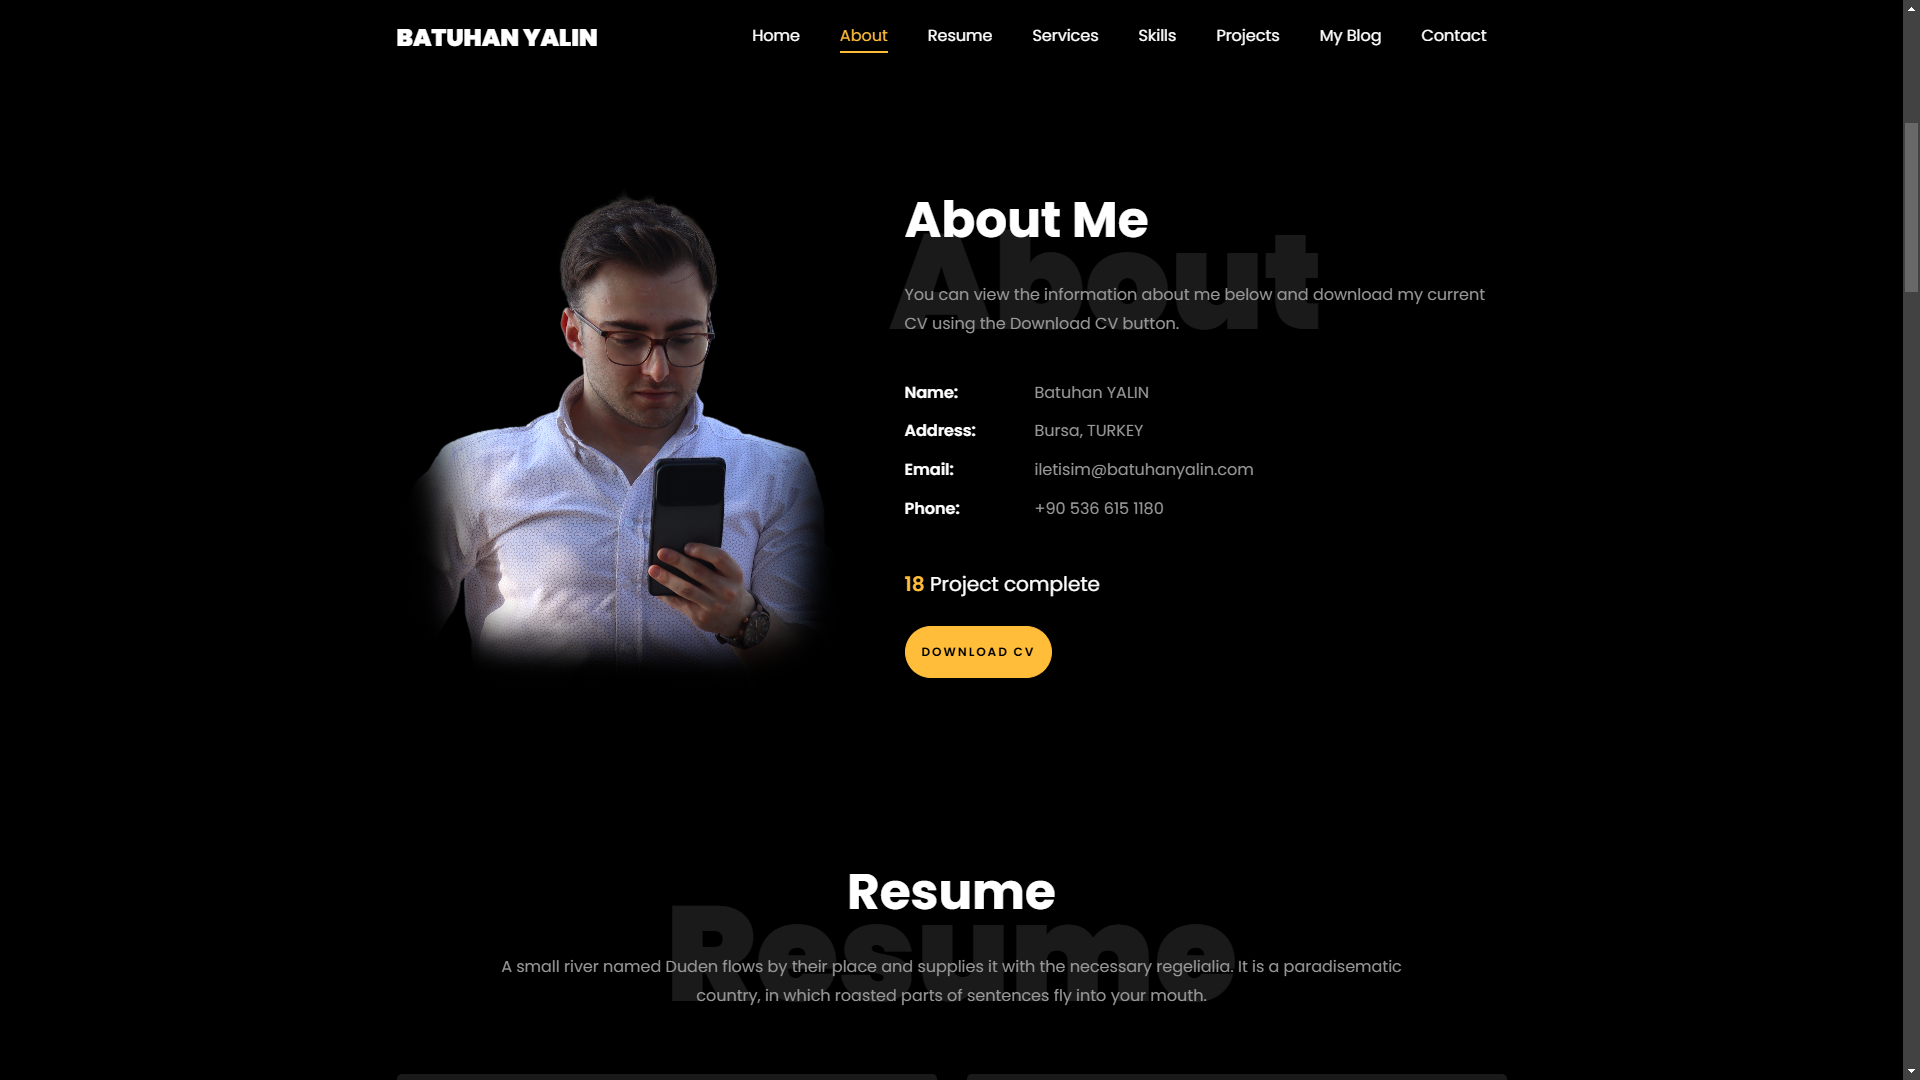 BATUHAN YALIN
Home About Resume Services Skills Projects My Blog Contact
About Me
About
You can view the information about me below and download my current
CV using the Download CV button.
Name: Batuhan YALIN
Address: Bursa, TURKEY
Email: iletisim@batuhanyalin.com
Phone: +90 536 615 1180
18 Project complete
DOWNLOAD CV
Resume
Resume
A small river named Duden flows by their place and supplies it with the necessary regelialia. It is a paradisematic
country, in which roasted parts of sentences fly into your mouth.